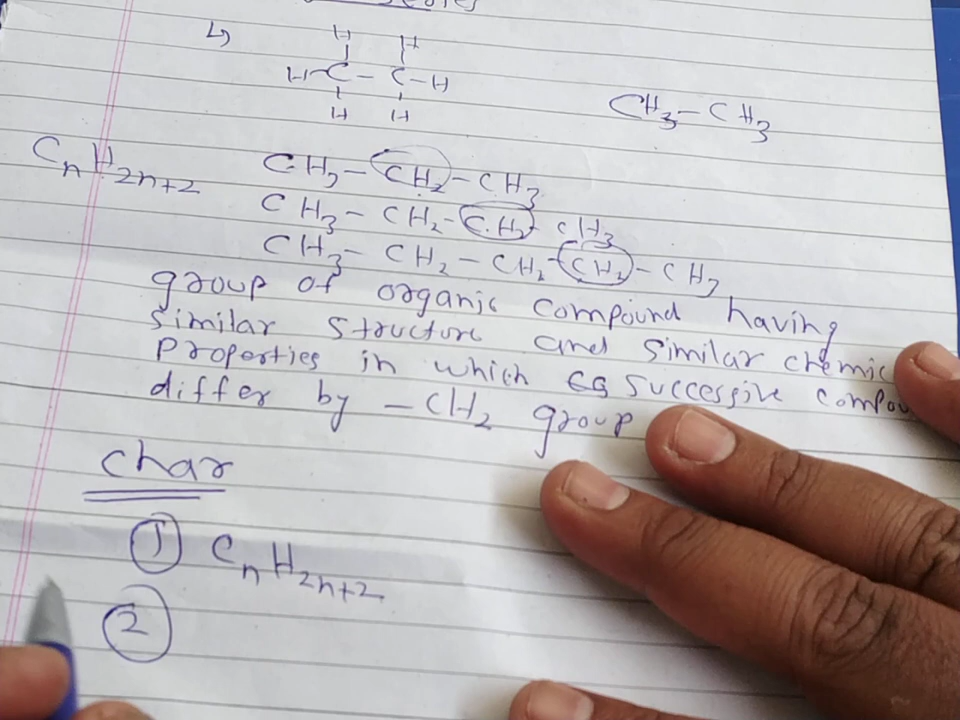 ↳ H H
H-C-C-H
H H
CH3-CH3
CnH2n+2
CH3-CH2-CH3
CH3-CH2-CH2-CH3
CH3-CH2-CH2-CH2-CH3
group of organic compound having
similar structure and similar chemic
Properties in which successive compou
differ by -CH2 group
Char
① CnH2n+2
②